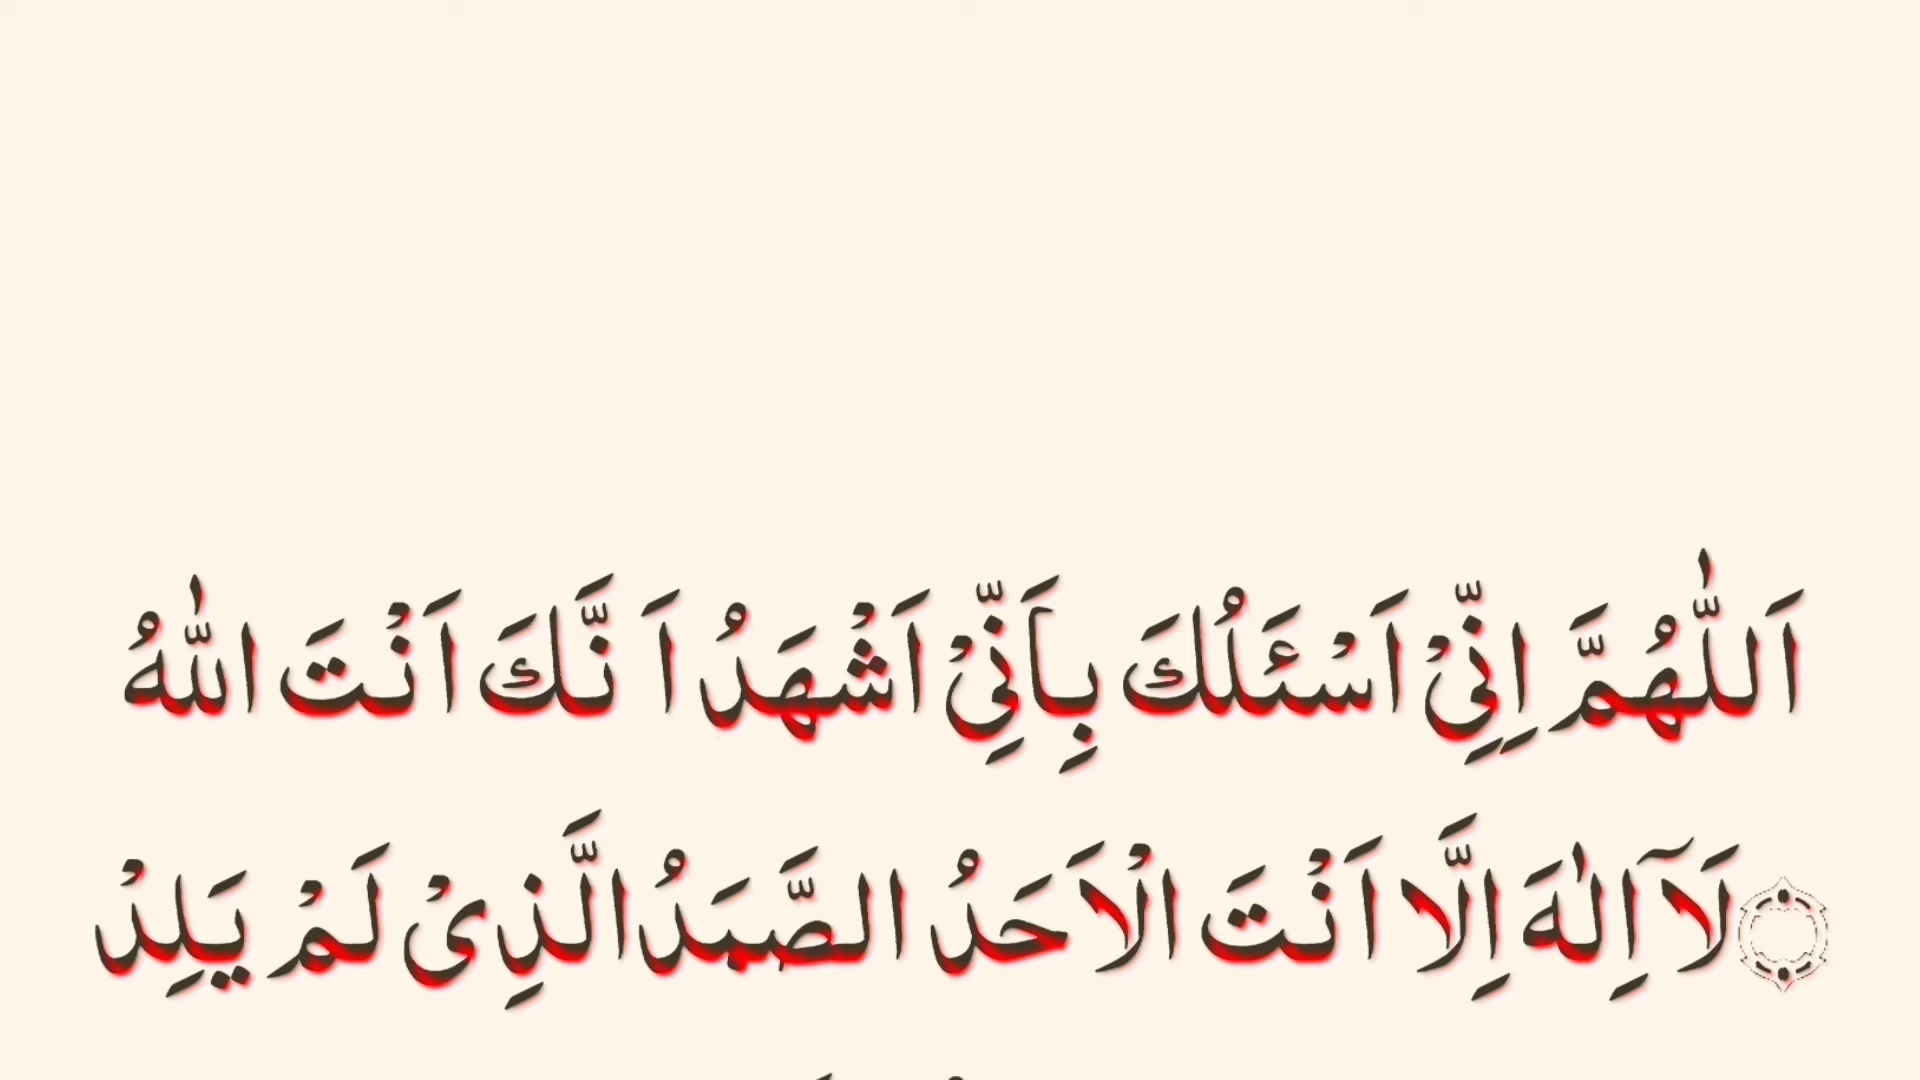 اَللّٰهُمَّ اِنِّيْ اَسْئَلُكَ بِاَنِّيْ اَشْهَدُ اَ نَّكَ اَنْتَ اللّٰهُ
لَآ اِلٰهَ اِلَّا اَنْتَ الْاَحَدُ الصَّمَدُ الَّذِىْ لَمْ يَلِدْ